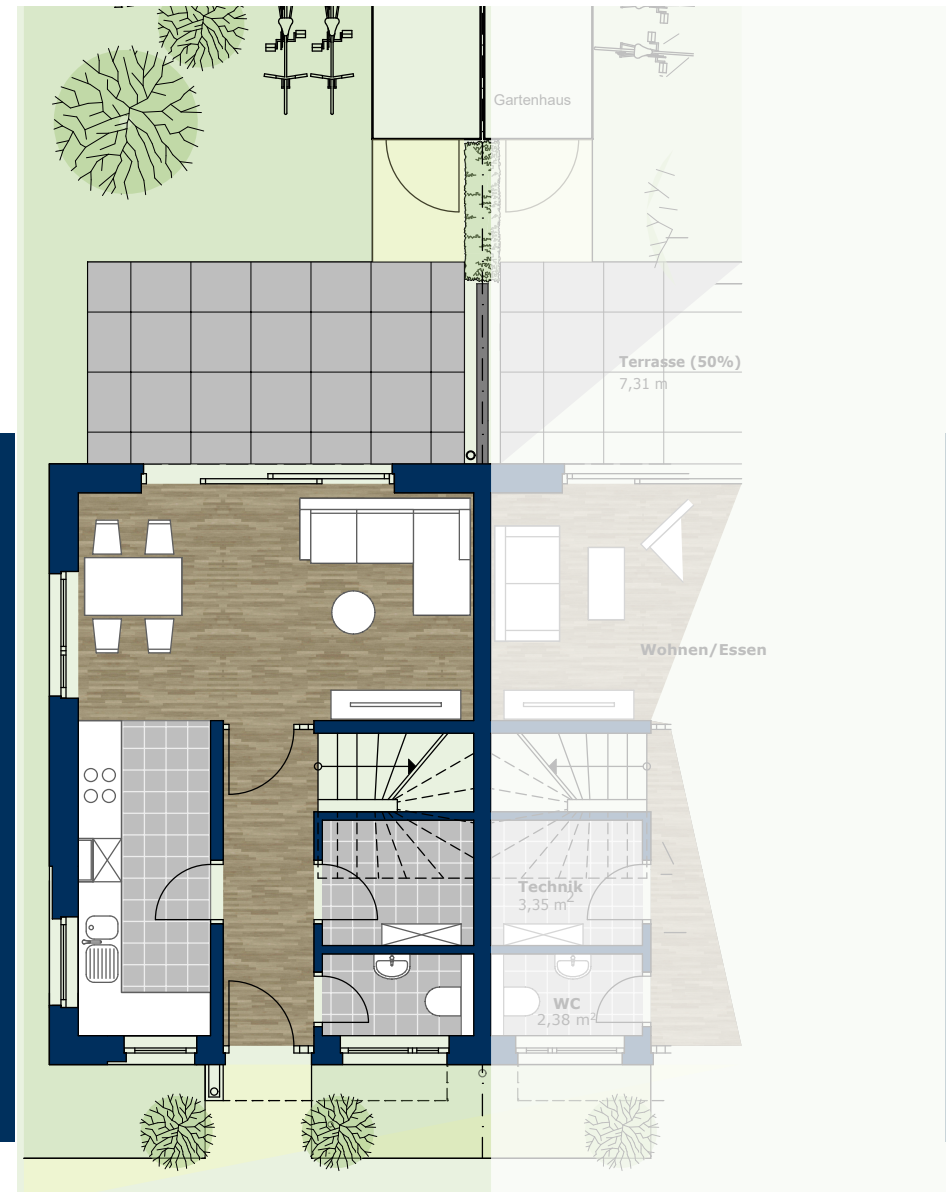 Gartenhaus
Terrasse (50%)
7,31 m
Wohnen/Essen
Technik
3,35 m²
WC
2,38 m²